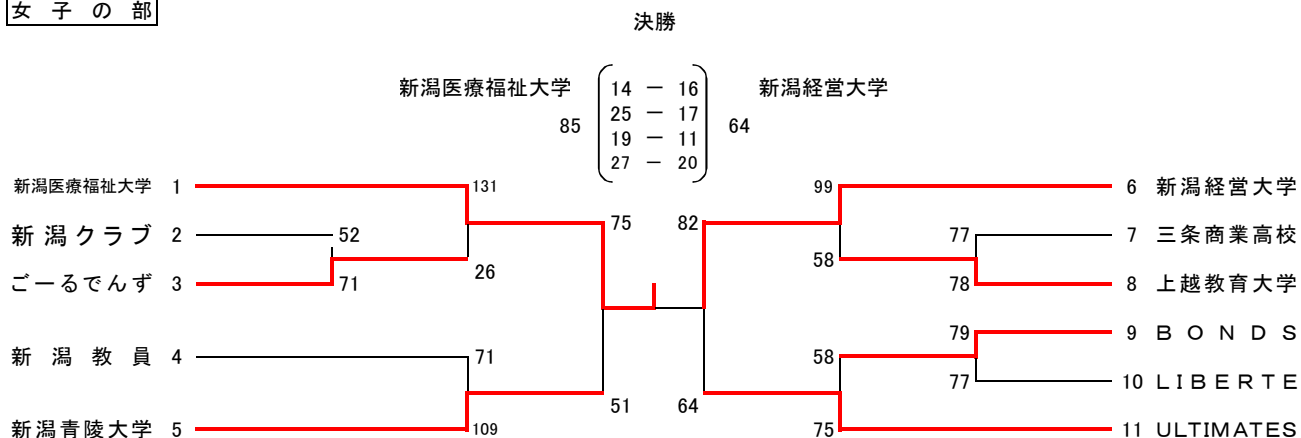 女子の部
決勝
新潟医療福祉大学 14 － 16 新潟経営大学
25 － 17
85 64
19 － 11
27 － 20
新潟医療福祉大学 1 131 99 6 新潟経営大学
75 82
新潟クラブ 2 52 77 7 三条商業高校
26 58
ごーるでんず 3 71 78 8 上越教育大学
79 9 BONDS
新潟教員 4 71 58
77 10 LIBERTE
51 64
新潟青陵大学 5 109 75 11 ULTIMATES